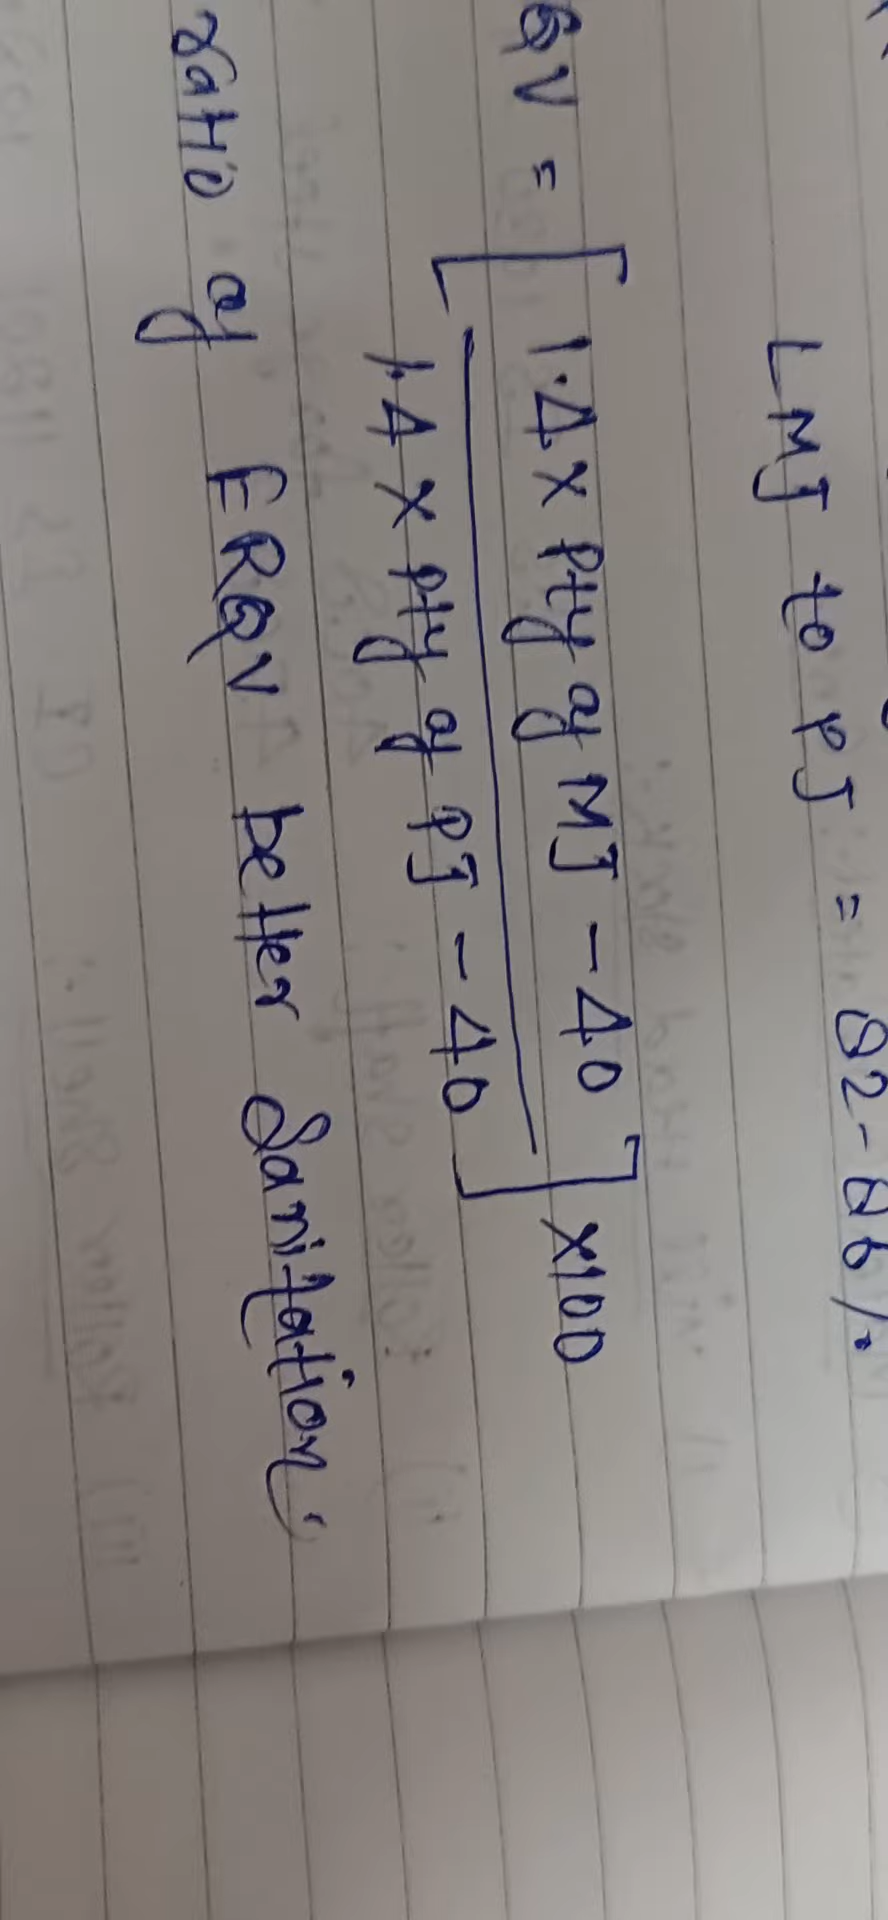 LMJ to PJ = 82-86%
QV = [ 1.4 x Pty of MJ - 40
1.4 x Pty of PJ - 40 ] x100
ratio of ERQV better Sanitation.